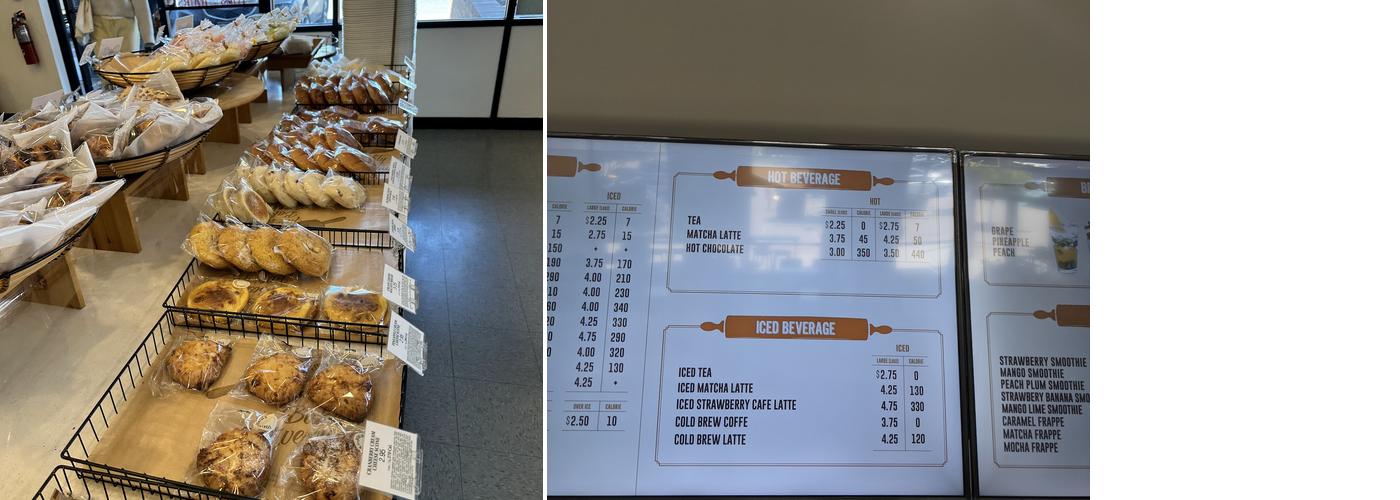 CRANBERRY CREAM
CHEESE SCONE
2.95
ICED
CALORIE LARGE CALORIE
7 $2.25 7
15 2.75 15
150 + +
190 3.75 170
4.00 210
4.00 230
4.00 340
4.25 330
4.75 290
4.00 320
4.25 130
4.25 +
OVER ICE CALORIE
$2.50 10
HOT BEVERAGE
HOT
SMALL CALORIE LARGE CALORIE
TEA $2.25 0 $2.75 7
MATCHA LATTE 3.75 45 4.25 50
HOT CHOCOLATE 3.00 350 3.50 440
ICED BEVERAGE
ICED
LARGE CALORIE
ICED TEA $2.75 0
ICED MATCHA LATTE 4.25 130
ICED STRAWBERRY CAFE LATTE 4.75 330
COLD BREW COFFE 3.75 0
COLD BREW LATTE 4.25 120
GRAPE
PINEAPPLE
PEACH
STRAWBERRY SMOOTHIE
MANGO SMOOTHIE
PEACH PLUM SMOOTHIE
STRAWBERY BANANA SMO
MANGO LIME SMOOTHIE
CARAMEL FRAPPE
MATCHA FRAPPE
MOCHA FRAPPE